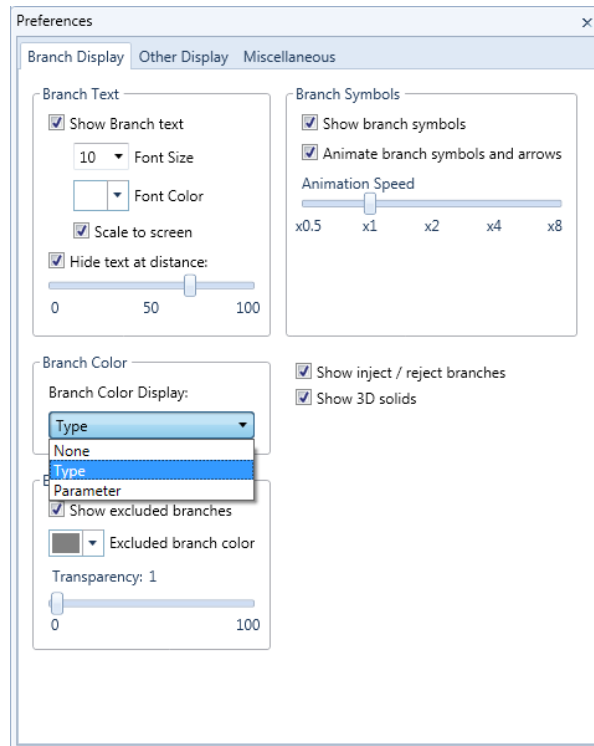 Preferences
Branch Display Other Display Miscellaneous
Branch Text
Show Branch text
10 Font Size
Font Color
Scale to screen
Hide text at distance:
0 50 100
Branch Symbols
Show branch symbols
Animate branch symbols and arrows
Animation Speed
x0.5 x1 x2 x4 x8
Branch Color
Branch Color Display:
Type
None
Type
Parameter
Show inject / reject branches
Show 3D solids
Show excluded branches
Excluded branch color
Transparency: 1
0 100